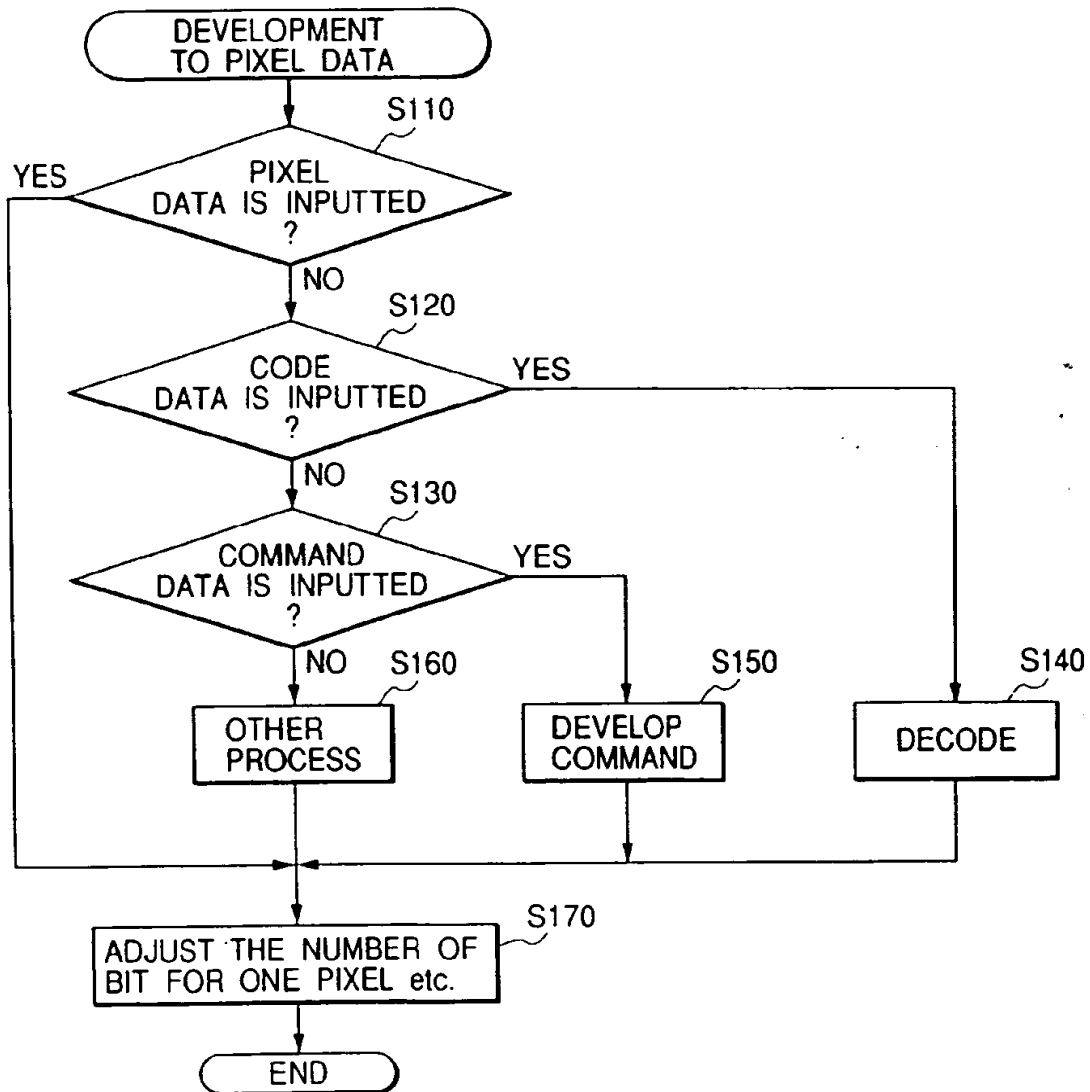 DEVELOPMENT
TO PIXEL DATA
S110
YES
PIXEL
DATA IS INPUTTED
?
NO
S120
CODE
DATA IS INPUTTED
?
YES
NO
S130
COMMAND
DATA IS INPUTTED
?
YES
NO
S160
OTHER
PROCESS
S150
DEVELOP
COMMAND
S140
DECODE
S170
ADJUST THE NUMBER OF
BIT FOR ONE PIXEL etc.
END